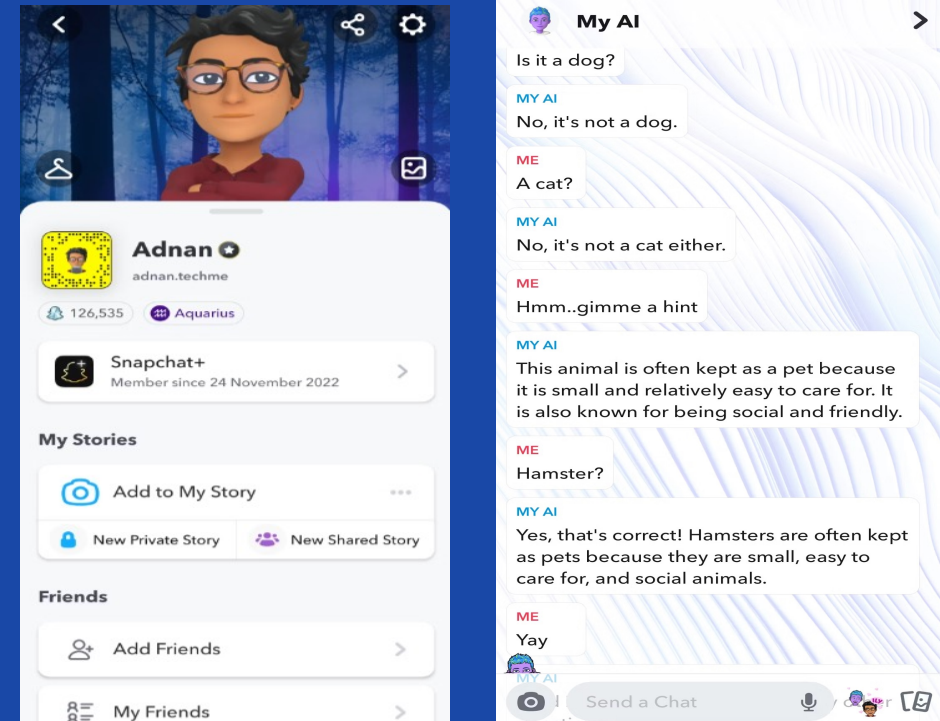 Adnan
adnan.techme
126,535
Aquarius
Snapchat+
Member since 24 November 2022
My Stories
Add to My Story
New Private Story
New Shared Story
Friends
Add Friends
My Friends
My AI
Is it a dog?
MY AI
No, it's not a dog.
ME
A cat?
MY AI
No, it's not a cat either.
ME
Hmm..gimme a hint
MY AI
This animal is often kept as a pet because
it is small and relatively easy to care for. It
is also known for being social and friendly.
ME
Hamster?
MY AI
Yes, that's correct! Hamsters are often kept
as pets because they are small, easy to
care for, and social animals.
ME
Yay
MY AI
Send a Chat